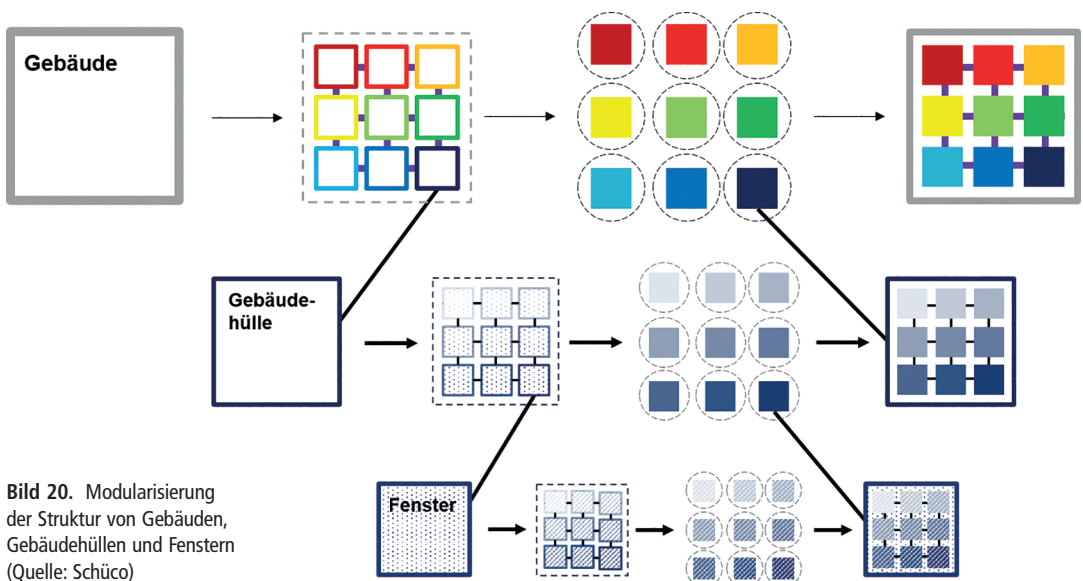 Gebäude
Gebäude-
hülle
Fenster
Bild 20. Modularisierung
der Struktur von Gebäuden,
Gebäudehüllen und Fenstern
(Quelle: Schüco)